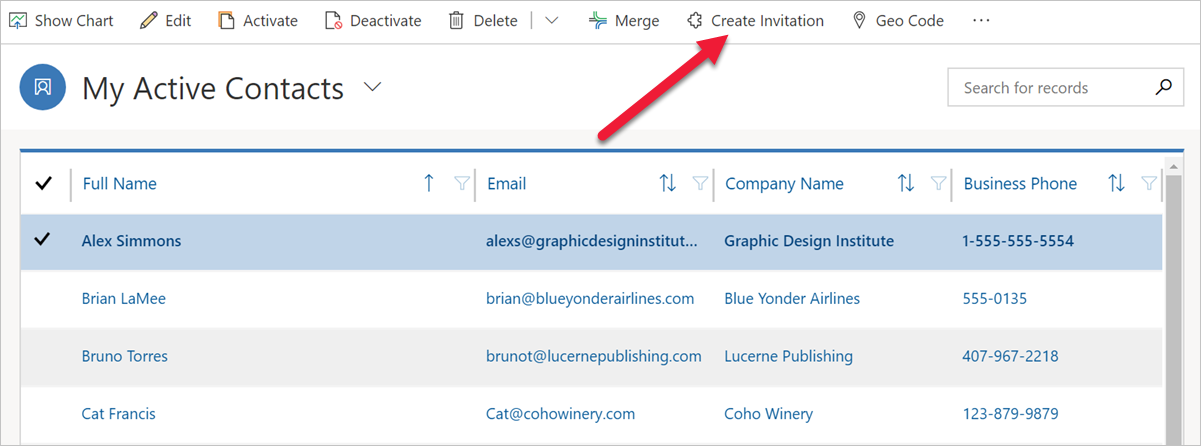 Show Chart Edit Activate Deactivate Delete Merge Create Invitation Geo Code ...
My Active Contacts Search for records
Full Name Email Company Name Business Phone
Alex Simmons alexs@graphicdesigninstitut... Graphic Design Institute 1-555-555-5554
Brian LaMee brian@blueyonderairlines.com Blue Yonder Airlines 555-0135
Bruno Torres brunot@lucernepublishing.com Lucerne Publishing 407-967-2218
Cat Francis Cat@cohowinery.com Coho Winery 123-879-9879